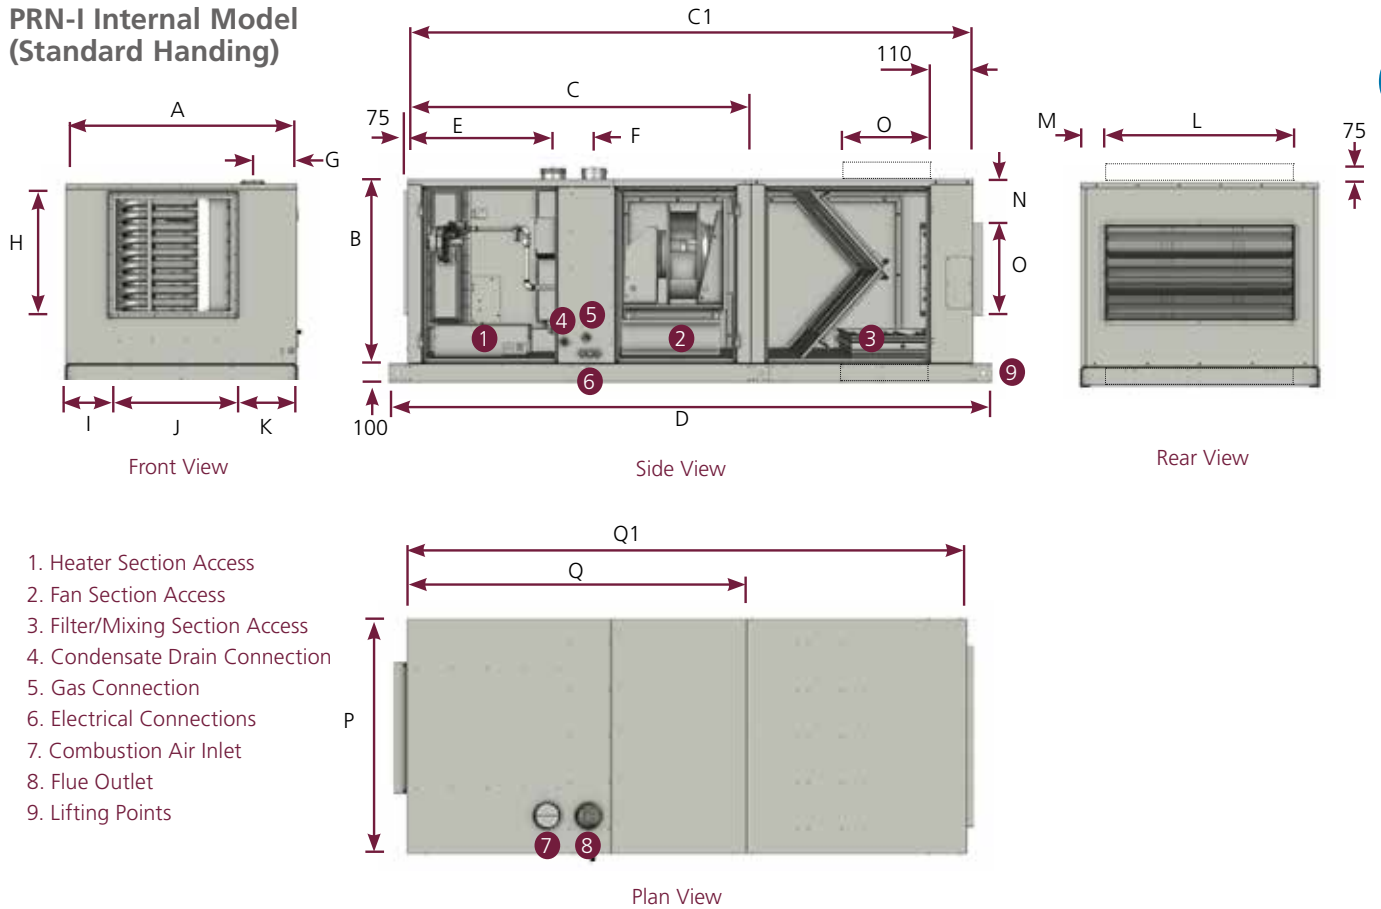 PRN-I Internal Model
(Standard Handing)
C1
110
C
75
E
F
O
M
L
75
A
G
H
B
N
O
I
J
K
100
D
1
2
3
4
5
6
9
Front View
Side View
Rear View
1. Heater Section Access
2. Fan Section Access
3. Filter/Mixing Section Access
4. Condensate Drain Connection
5. Gas Connection
6. Electrical Connections
7. Combustion Air Inlet
8. Flue Outlet
9. Lifting Points
Q1
Q
P
7
8
Plan View